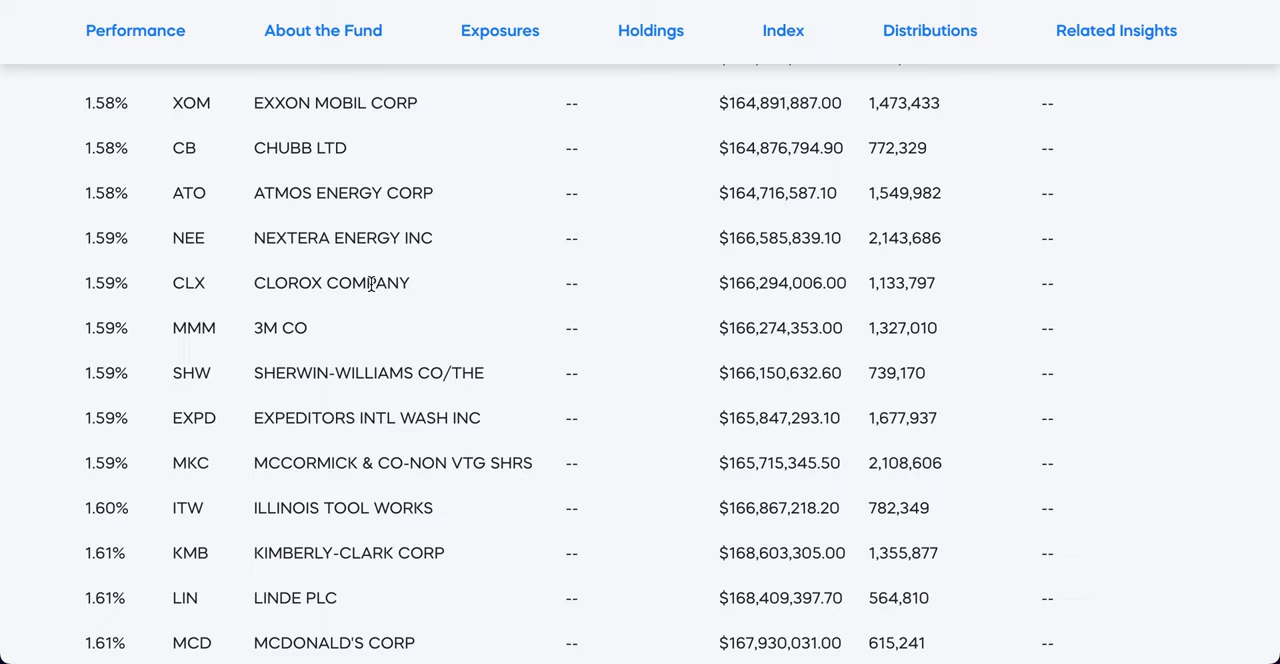 Performance About the Fund Exposures Holdings Index Distributions Related Insights
1.58% XOM EXXON MOBIL CORP -- $164,891,887.00 1,473,433 --
1.58% CB CHUBB LTD -- $164,876,794.90 772,329 --
1.58% ATO ATMOS ENERGY CORP -- $164,716,587.10 1,549,982 --
1.59% NEE NEXTERA ENERGY INC -- $166,585,839.10 2,143,686 --
1.59% CLX CLOROX COMPANY -- $166,294,006.00 1,133,797 --
1.59% MMM 3M CO -- $166,274,353.00 1,327,010 --
1.59% SHW SHERWIN-WILLIAMS CO/THE -- $166,150,632.60 739,170 --
1.59% EXPD EXPEDITORS INTL WASH INC -- $165,847,293.10 1,677,937 --
1.59% MKC MCCORMICK & CO-NON VTG SHRS -- $165,715,345.50 2,108,606 --
1.60% ITW ILLINOIS TOOL WORKS -- $166,867,218.20 782,349 --
1.61% KMB KIMBERLY-CLARK CORP -- $168,603,305.00 1,355,877 --
1.61% LIN LINDE PLC -- $168,409,397.70 564,810 --
1.61% MCD MCDONALD'S CORP -- $167,930,031.00 615,241 --